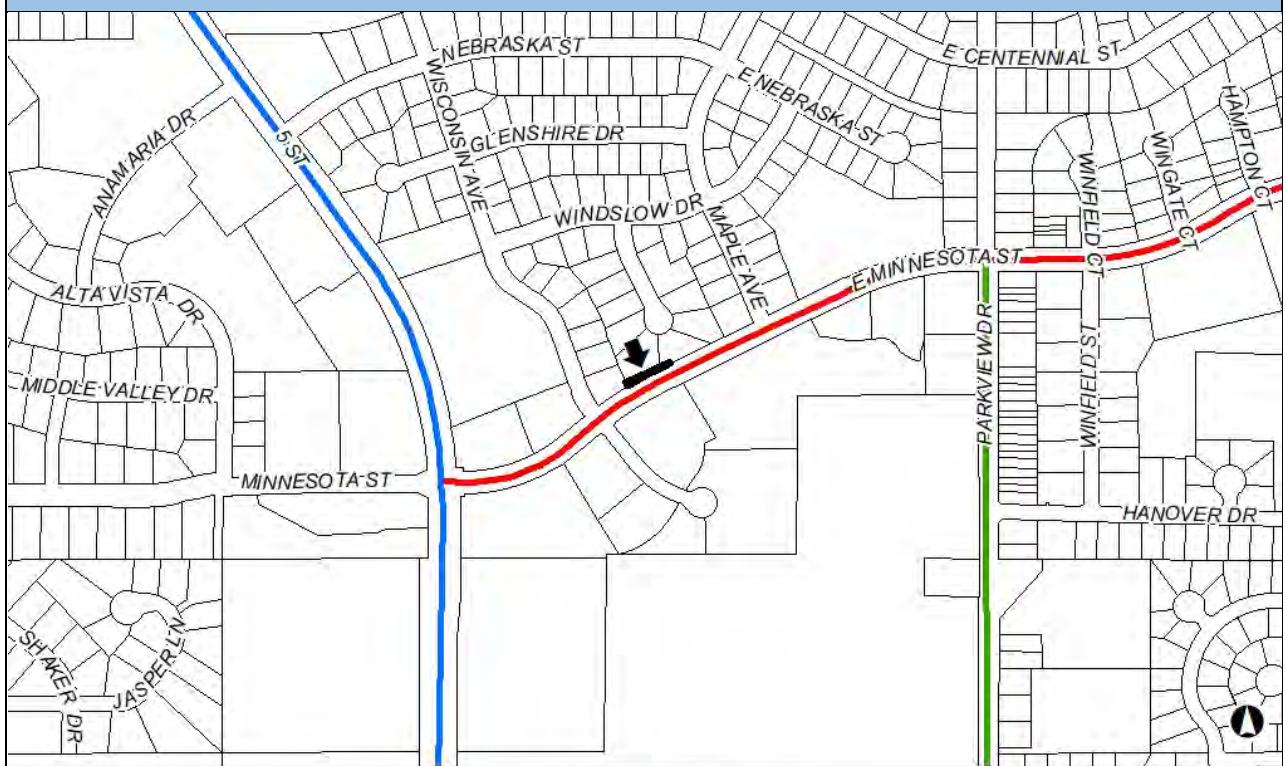 NEBRASKA ST
E CENTENNIAL ST
WISCONSIN AVE
E NEBRASKA ST
HAMPTON CT
ANAMARIA DR
5 ST
GLENSHIRE DR
WINGATE CT
WINFIELD CT
WINDSLOW DR
MAPLE AVE
E MINNESOTA ST
ALTA VISTA DR
PARKVIEW DR
WINFIELD ST
MIDDLE VALLEY DR
MINNESOTA ST
HANOVER DR
SHAKER DR
JASPER LN